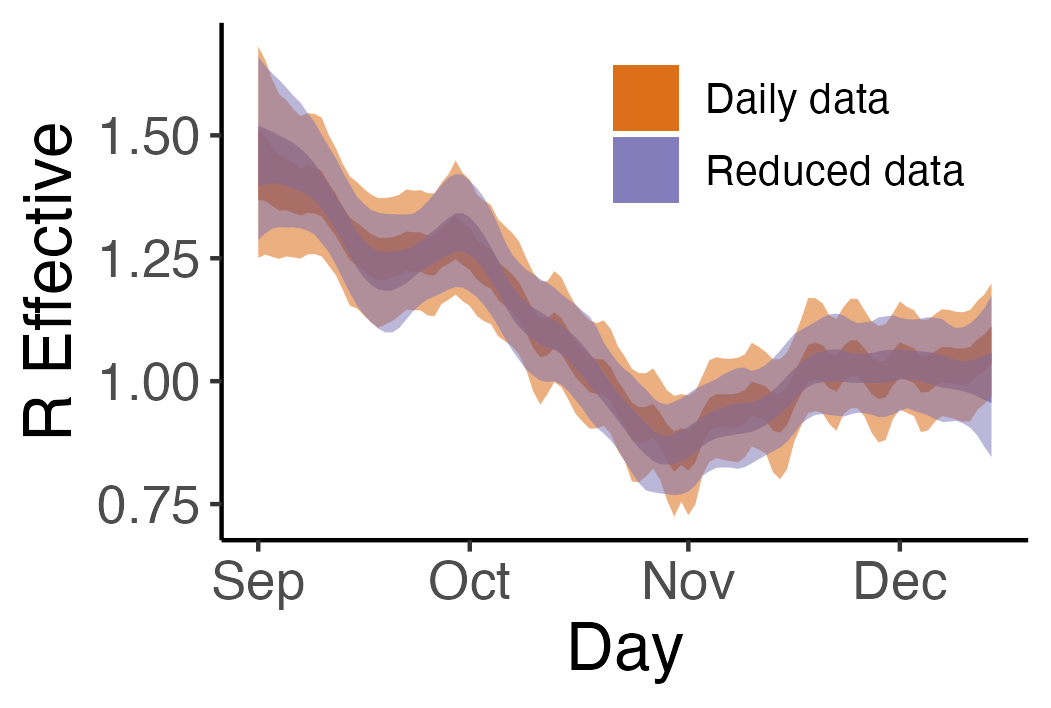 Daily data
Reduced data
R Effective
1.50
1.25
1.00
0.75
Sep Oct Nov Dec
Day